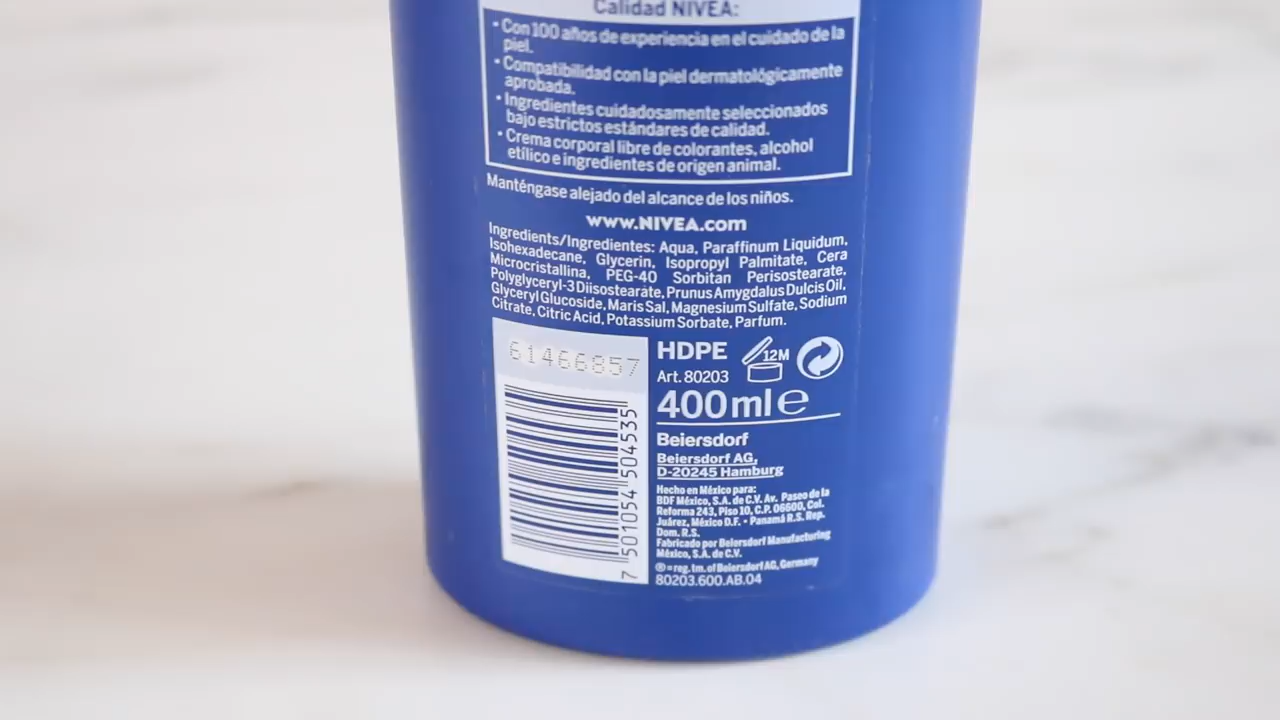 Calidad NIVEA:
• Con 100 años de experiencia en el cuidado de la
piel.
• Compatibilidad con la piel dermatológicamente
aprobada.
• Ingredientes cuidadosamente seleccionados
bajo estrictos estándares de calidad.
• Crema corporal libre de colorantes, alcohol
etílico e ingredientes de origen animal.
Manténgase alejado del alcance de los niños.
www.NIVEA.com
Ingredients/Ingredientes: Aqua, Paraffinum Liquidum,
Isohexadecane, Glycerin, Isopropyl Palmitate, Cera
Microcristallina, PEG-40 Sorbitan Perisostearate,
Polyglyceryl-3 Diisostearate, Prunus Amygdalus Dulcis Oil,
Glyceryl Glucoside, Maris Sal, Magnesium Sulfate, Sodium
Citrate, Citric Acid, Potassium Sorbate, Parfum.
61466857
7 501054 504535
HDPE
12M
Art. 80203
400ml e
Beiersdorf
Beiersdorf AG,
D-20245 Hamburg
Hecho en México para:
BDF México, S.A. de C.V. Av. Paseo de la
Reforma 243, Piso 10, C.P. 06600, Col.
Juárez, México D.F. • Panamá R.S. Rep.
Dom. R.S.
Fabricado por Beiersdorf Manufacturing
México, S.A. de C.V.
® = reg. tm. of Beiersdorf AG, Germany
80203.600.AB.04